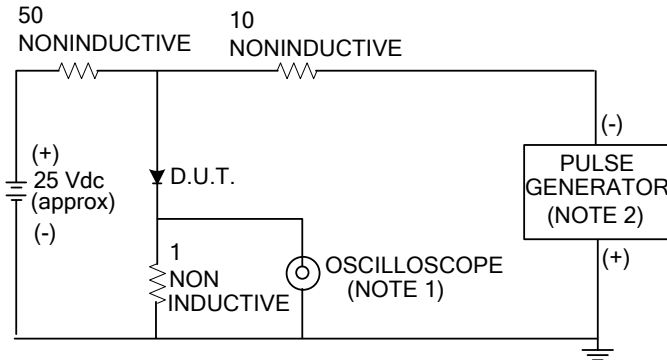 50
NONINDUCTIVE
10
NONINDUCTIVE
(+)
25 Vdc
(approx)
(-)
D.U.T.
1
NON
INDUCTIVE
OSCILLOSCOPE
(NOTE 1)
(-)
PULSE
GENERATOR
(NOTE 2)
(+)